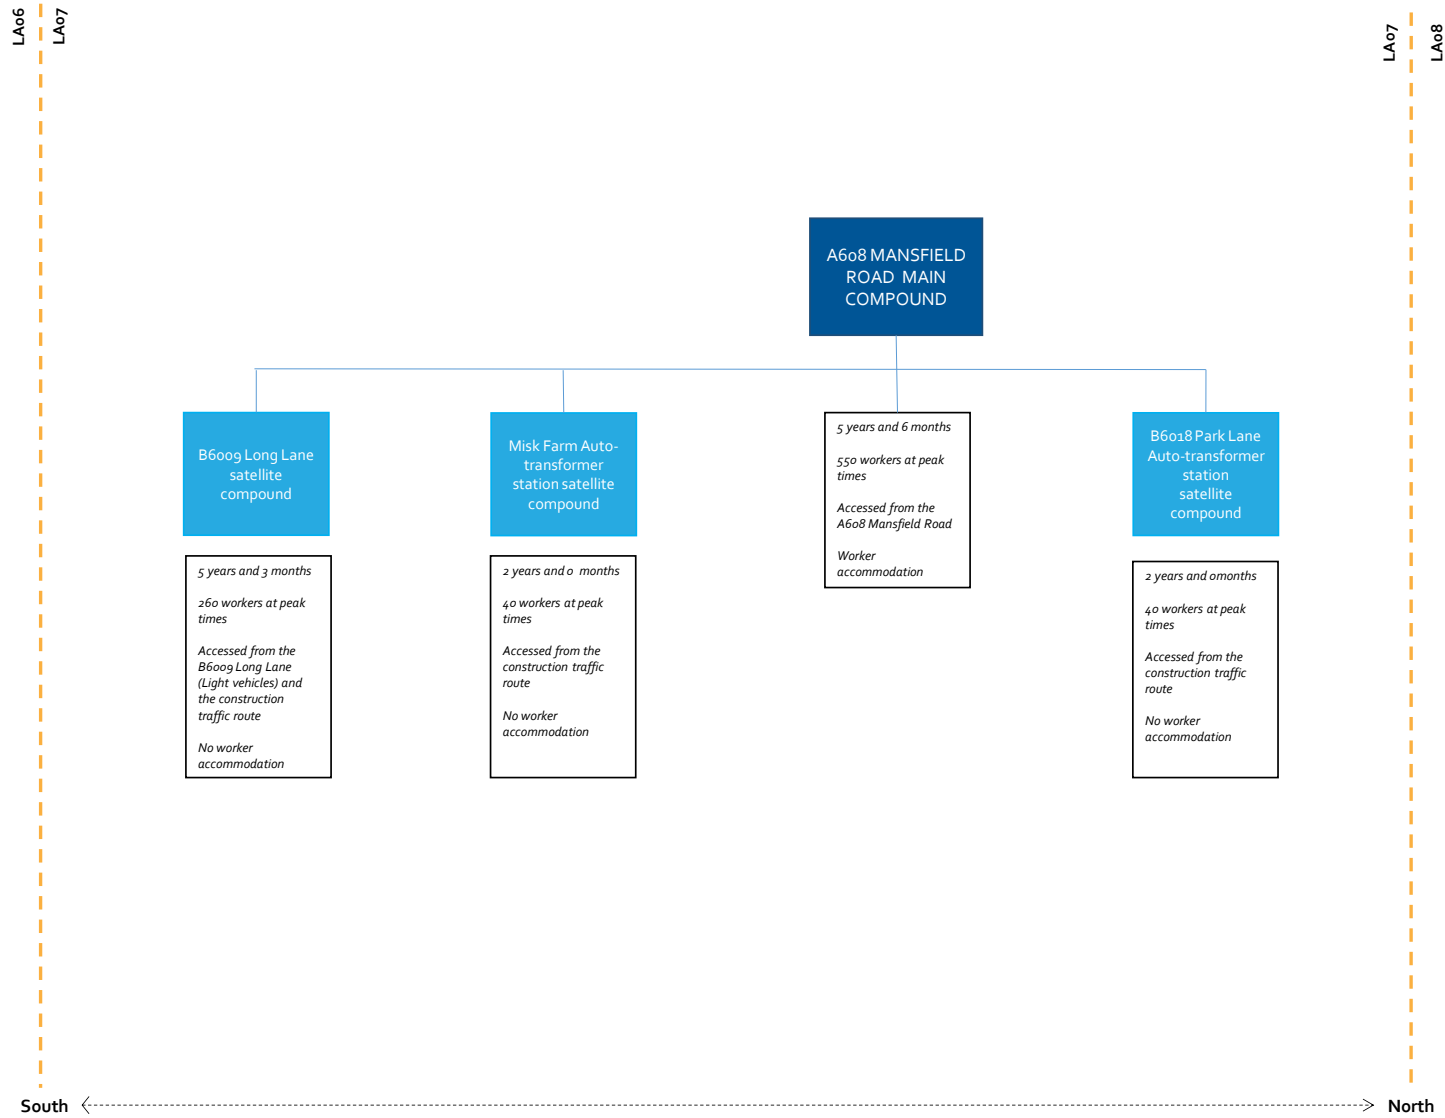 LA06
LA07
LA07
LA08
A608 MANSFIELD
ROAD MAIN
COMPOUND
B6009 Long Lane
satellite
compound
5 years and 3 months
260 workers at peak
times
Accessed from the
B6009 Long Lane
(Light vehicles) and
the construction
traffic route
No worker
accommodation
Misk Farm Auto-
transformer
station satellite
compound
2 years and 0 months
40 workers at peak
times
Accessed from the
construction traffic
route
No worker
accommodation
5 years and 6 months
550 workers at peak
times
Accessed from the
A608 Mansfield Road
Worker
accommodation
B6018 Park Lane
Auto-transformer
station
satellite
compound
2 years and 0months
40 workers at peak
times
Accessed from the
construction traffic
route
No worker
accommodation
South
North